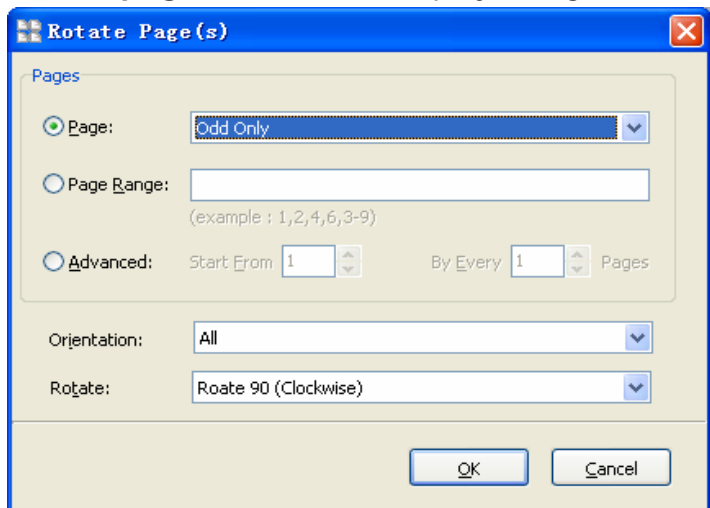 Rotate Page(s)
Pages
Page: Odd Only
Page Range:
(example : 1,2,4,6,3-9)
Advanced: Start From 1 By Every 1 Pages
Orientation: All
Rotate: Roate 90 (Clockwise)
OK Cancel